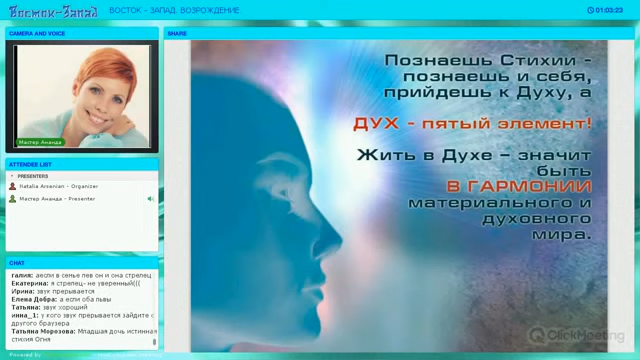 Восток-Запад
ВОСТОК - ЗАПАД. ВОЗРОЖДЕНИЕ.
01:03:23
CAMERA AND VOICE
Мастер Ананда
ATTENDEE LIST
PRESENTERS
Natalia Arsenian - Organizer
Мастер Ананда - Presenter
CHAT
галия: аесли в семье лев он и она стрелец
Екатерина: я стрелец- не уверенный(((
Ирина: звук прерывается
Елена Добра: а если оба львы
Татьяна: звук хороший
инна_1: у кого звук прерывается зайдите с
другого браузера
Татьяна Морозова: Младшая дочь истинная
стихия Огня
Powered by
SHARE
Познаешь Стихии -
познаешь и себя,
прийдешь к Духу, а
ДУХ - пятый элемент!
Жить в Духе – значит
быть
В ГАРМОНИИ
материального и
духовного
мира.
ClickMeeting